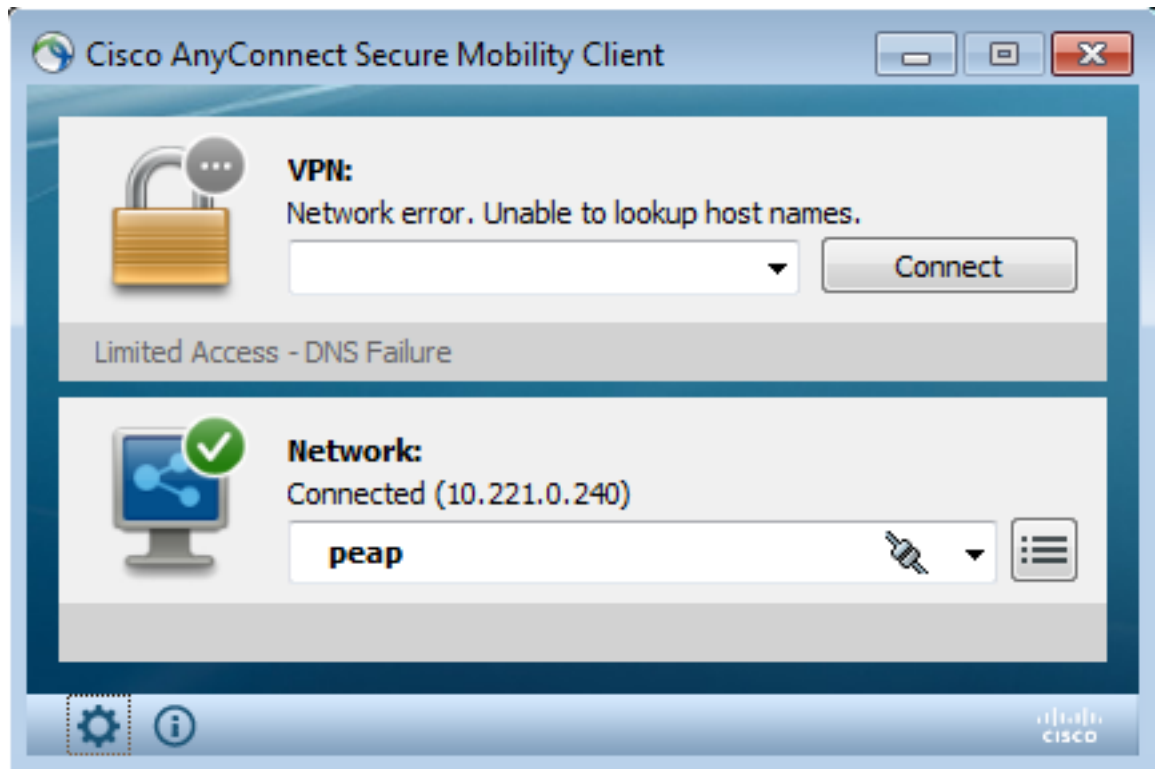 Cisco AnyConnect Secure Mobility Client
VPN:
Network error. Unable to lookup host names.
Connect
Limited Access - DNS Failure
Network:
Connected (10.221.0.240)
peap
CISCO